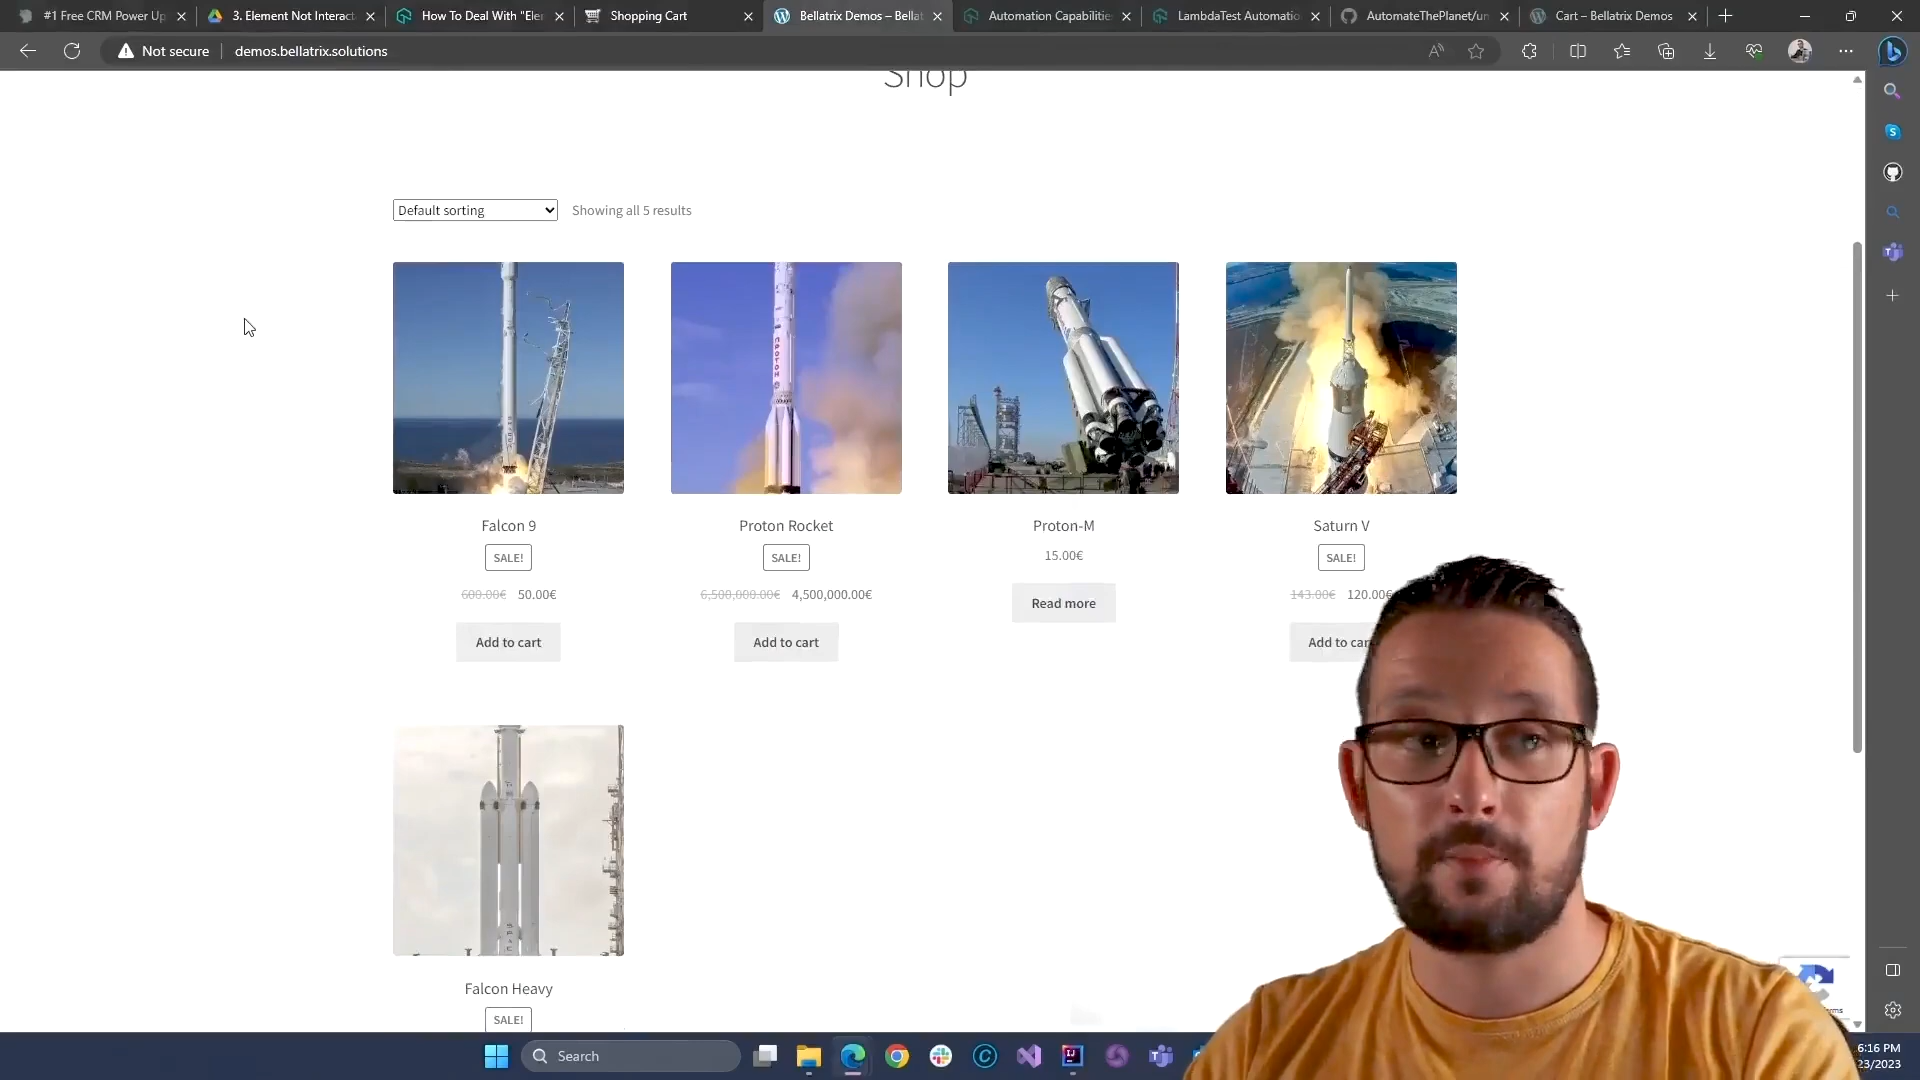 #1 Free CRM Power Up
3. Element Not Interact
How To Deal With "Eler
Shopping Cart
Bellatrix Demos – Bellat
Automation Capabilitie
LambdaTest Automatio
AutomateThePlanet/un
Cart – Bellatrix Demos
Not secure
demos.bellatrix.solutions
Shop
Default sorting
Showing all 5 results
ПРОТОН
Falcon 9
SALE!
600.00€ 50.00€
Add to cart
Proton Rocket
SALE!
6,500,000.00€ 4,500,000.00€
Add to cart
Proton-M
15.00€
Read more
Saturn V
SALE!
143.00€ 120.00€
Add to cart
Falcon Heavy
SALE!
Search
6:16 PM
23/2023